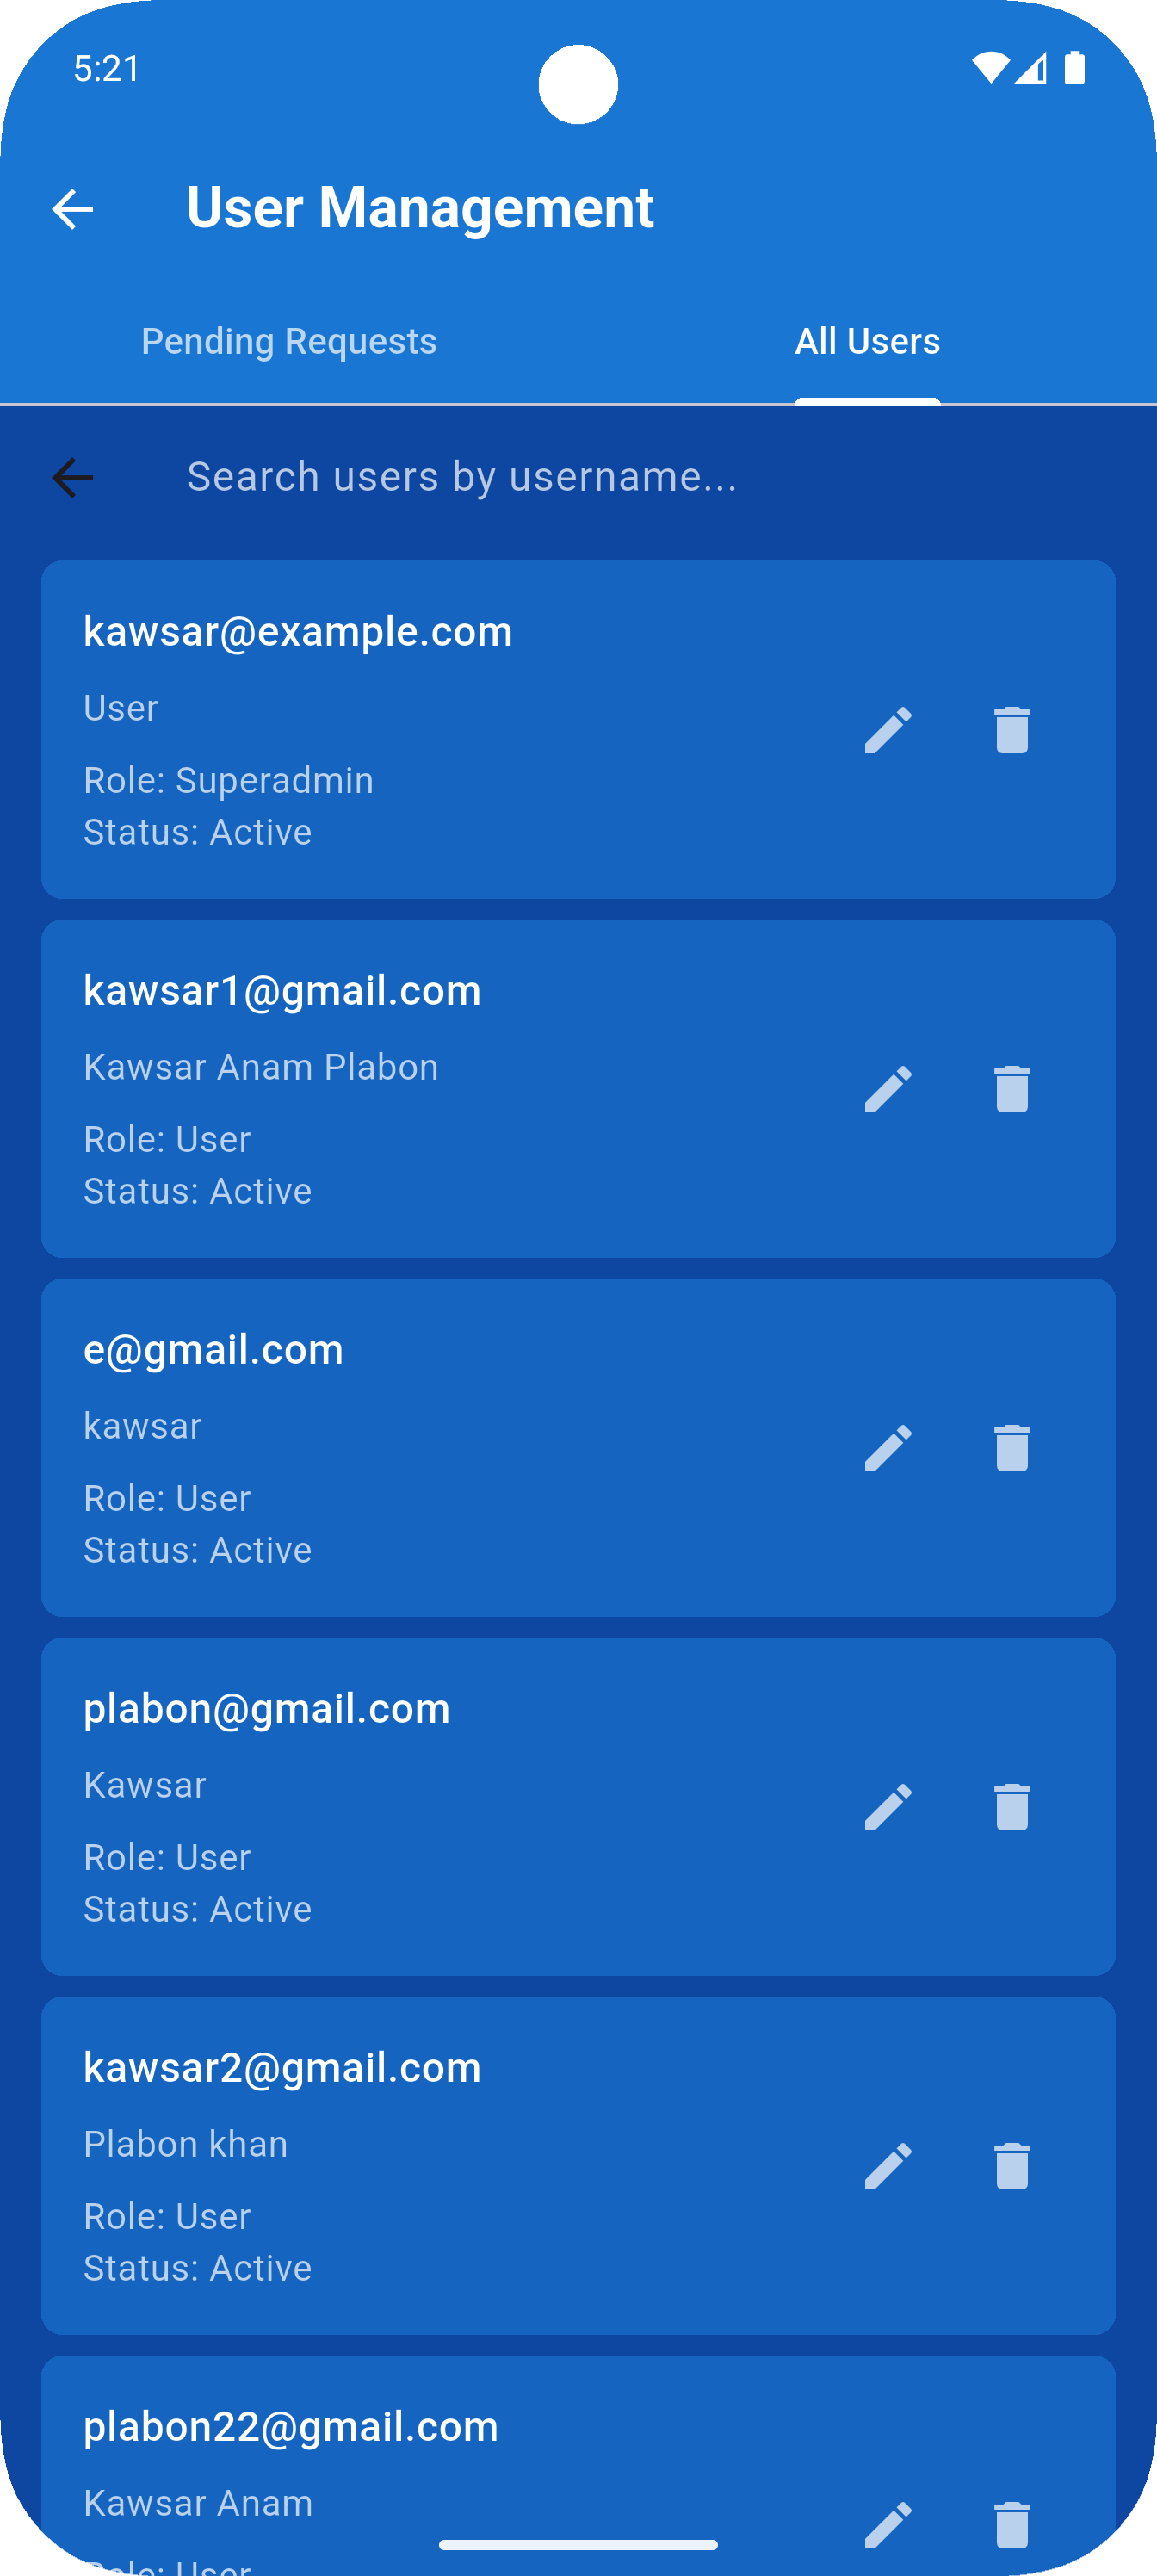 5:21
User Management
Pending Requests
All Users
Search users by username...
kawsar@example.com
User
Role: Superadmin
Status: Active
kawsar1@gmail.com
Kawsar Anam Plabon
Role: User
Status: Active
e@gmail.com
kawsar
Role: User
Status: Active
plabon@gmail.com
Kawsar
Role: User
Status: Active
kawsar2@gmail.com
Plabon khan
Role: User
Status: Active
plabon22@gmail.com
Kawsar Anam
Role: User